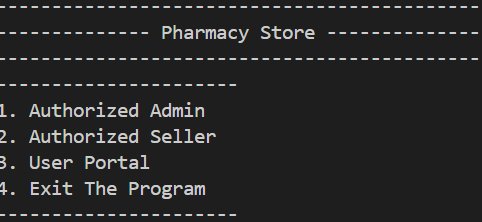 -------------- Pharmacy Store --------------
1. Authorized Admin
2. Authorized Seller
3. User Portal
4. Exit The Program